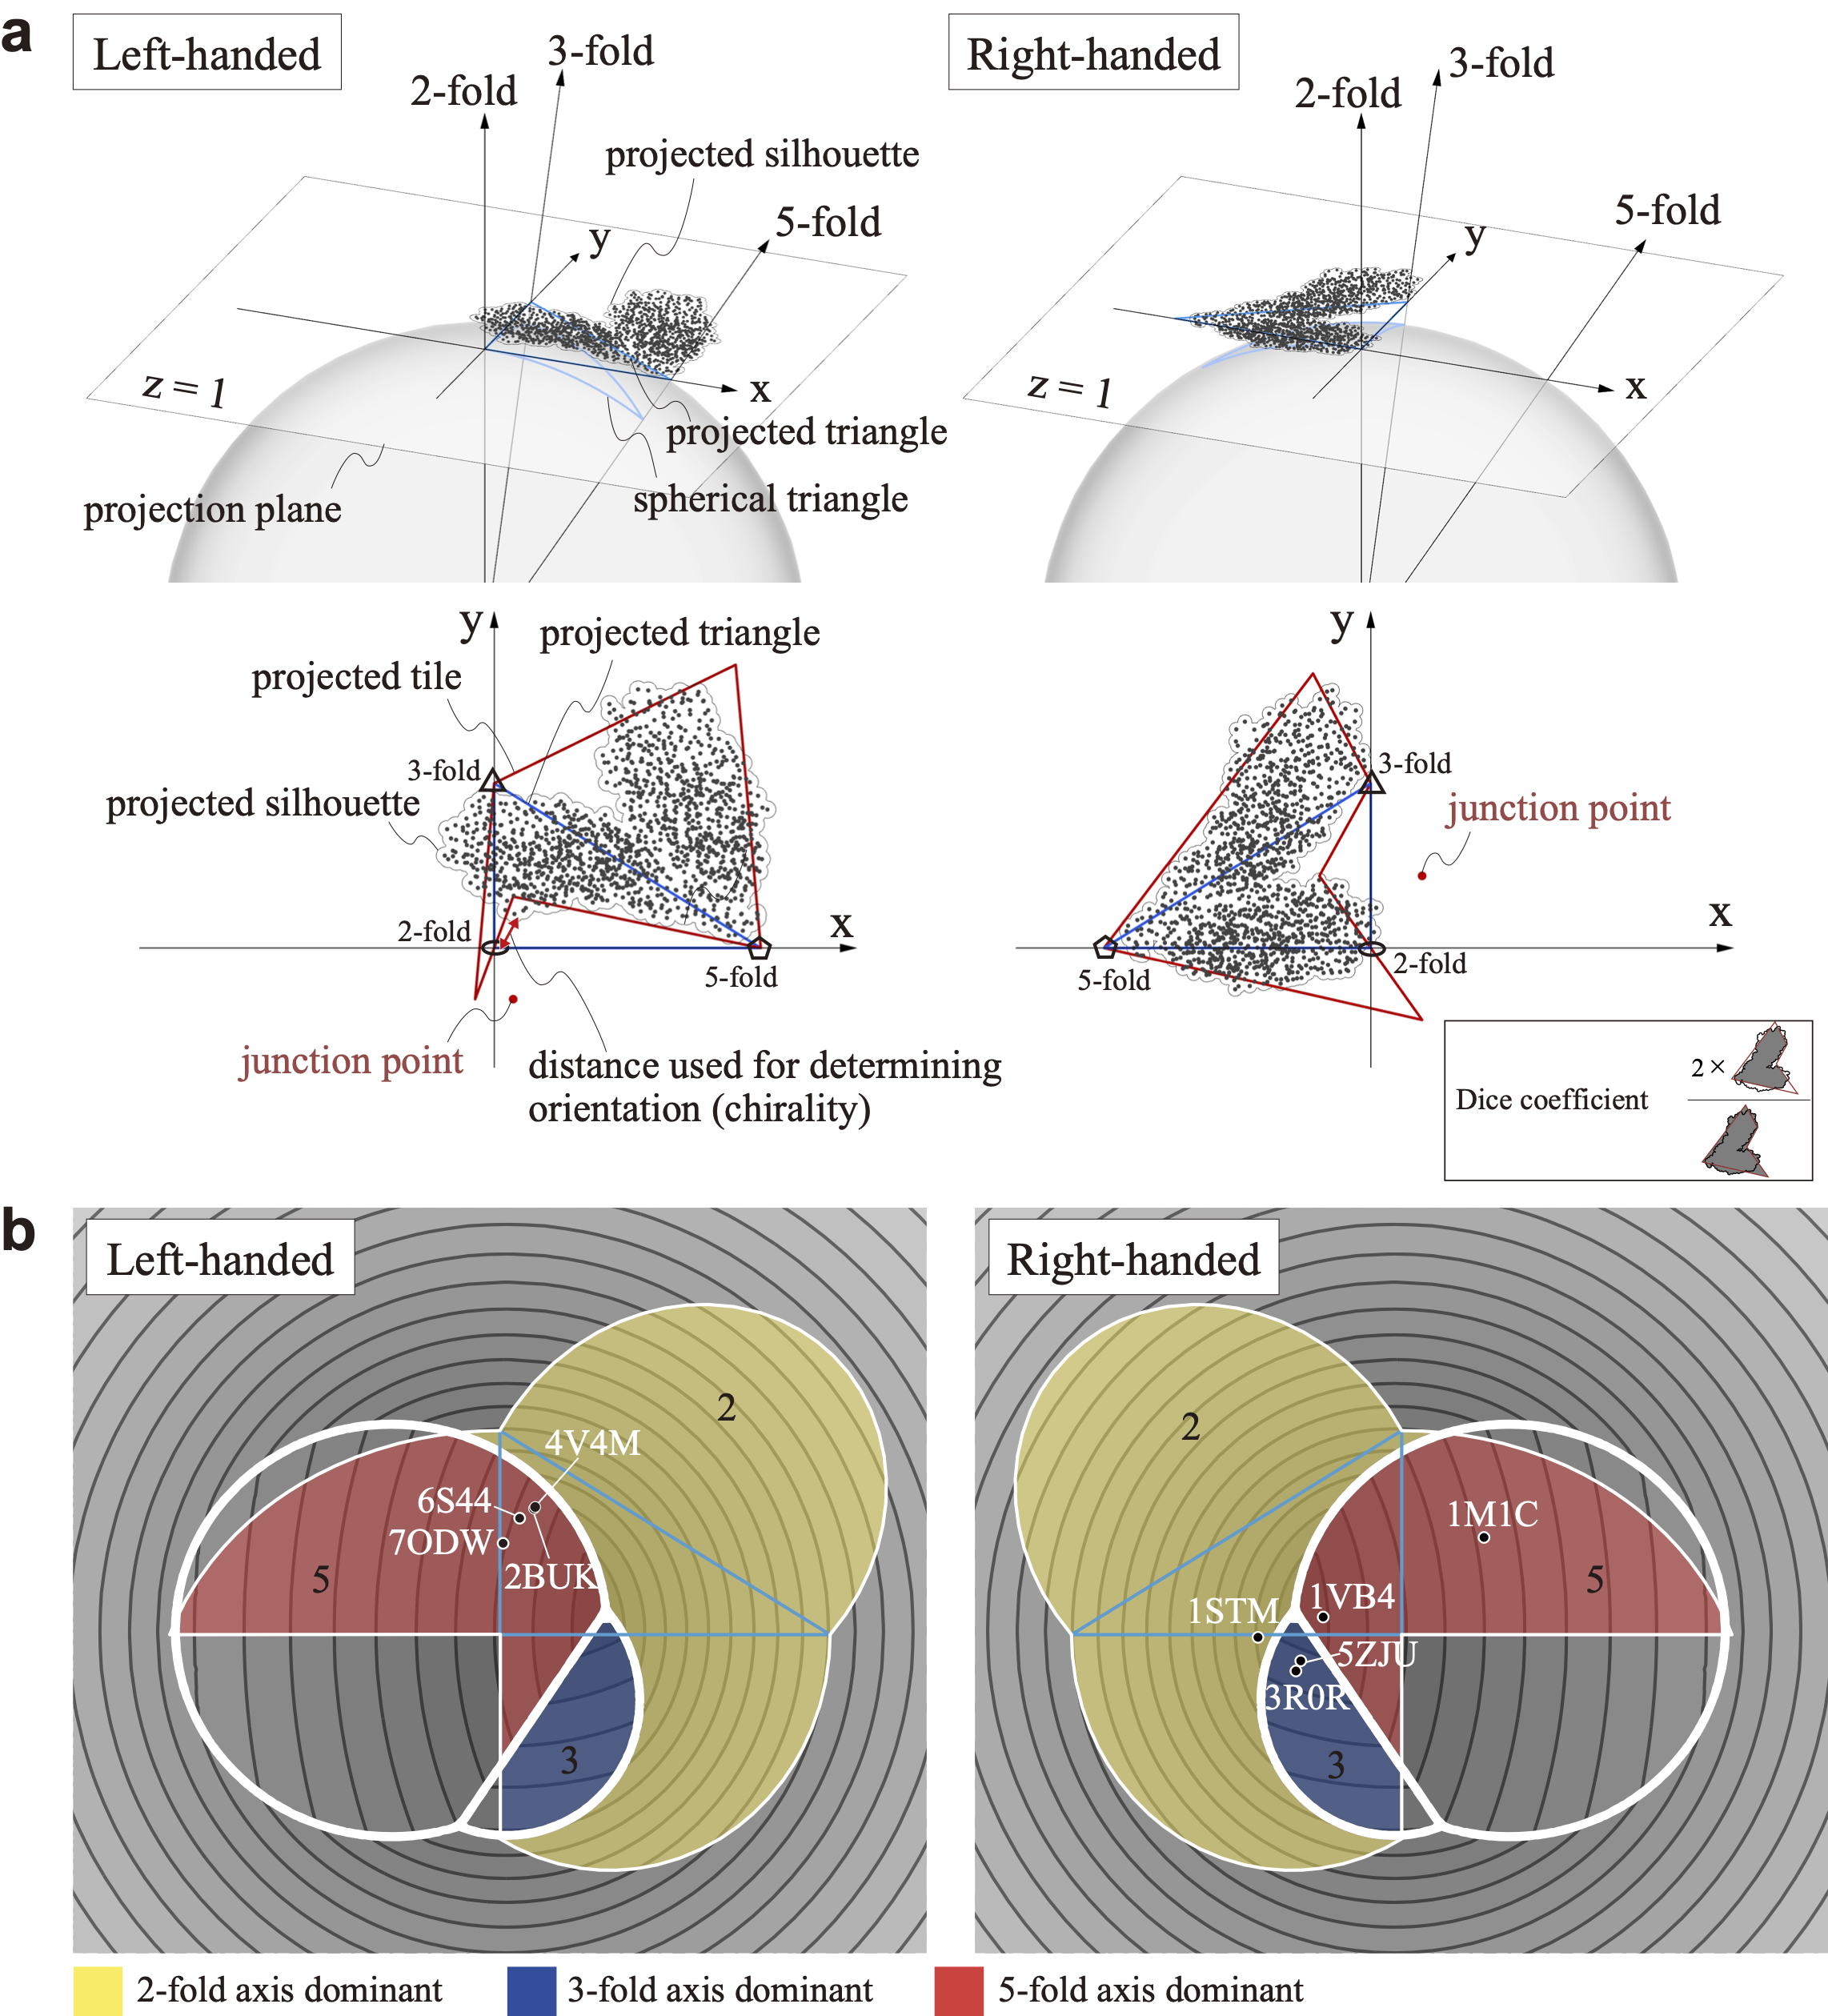 a
Left-handed
2-fold
3-fold
projected silhouette
5-fold
y
x
z = 1
projected triangle
spherical triangle
projection plane
Right-handed
2-fold
3-fold
5-fold
y
x
z = 1
y
projected triangle
projected tile
3-fold
projected silhouette
2-fold
x
5-fold
junction point
distance used for determining
orientation (chirality)
y
3-fold
junction point
x
5-fold
2-fold
Dice coefficient
2 ×
b
Left-handed
2
4V4M
6S44
7ODW
2BUK
5
3
Right-handed
2
1M1C
1STM
1VB4
5
5ZJU
3R0R
3
2-fold axis dominant
3-fold axis dominant
5-fold axis dominant